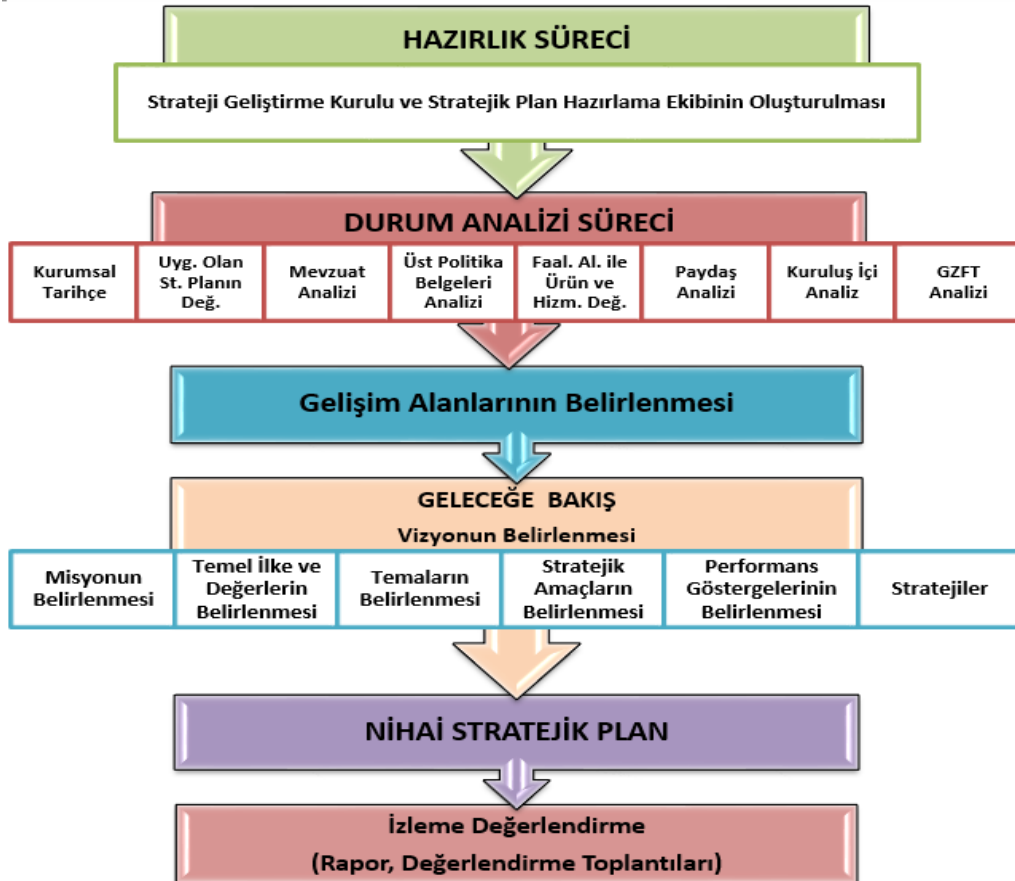 HAZIRLIK SÜRECİ
Strateji Geliştirme Kurulu ve Stratejik Plan Hazırlama Ekibinin Oluşturulması
DURUM ANALİZİ SÜRECİ
Kurumsal
Tarihçe
Uyg. Olan
St. Planın
Değ.
Mevzuat
Analizi
Üst Politika
Belgeleri
Analizi
Faal. Al. ile
Ürün ve
Hizm. Değ.
Paydaş
Analizi
Kuruluş İçi
Analiz
GZFT
Analizi
Gelişim Alanlarının Belirlenmesi
GELECEĞE BAKIŞ
Vizyonun Belirlenmesi
Misyonun
Belirlenmesi
Temel İlke ve
Değerlerin
Belirlenmesi
Temaların
Belirlenmesi
Stratejik
Amaçların
Belirlenmesi
Performans
Göstergelerinin
Belirlenmesi
Stratejiler
NİHAİ STRATEJİK PLAN
İzleme Değerlendirme
(Rapor, Değerlendirme Toplantıları)